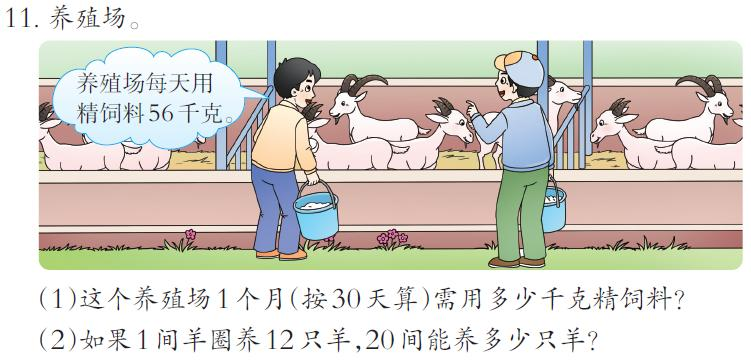 11. 养殖场。
养殖场每天用
精饲料56千克。
(1)这个养殖场1个月(按30天算)需用多少千克精饲料?
(2)如果1间羊圈养12只羊,20间能养多少只羊?